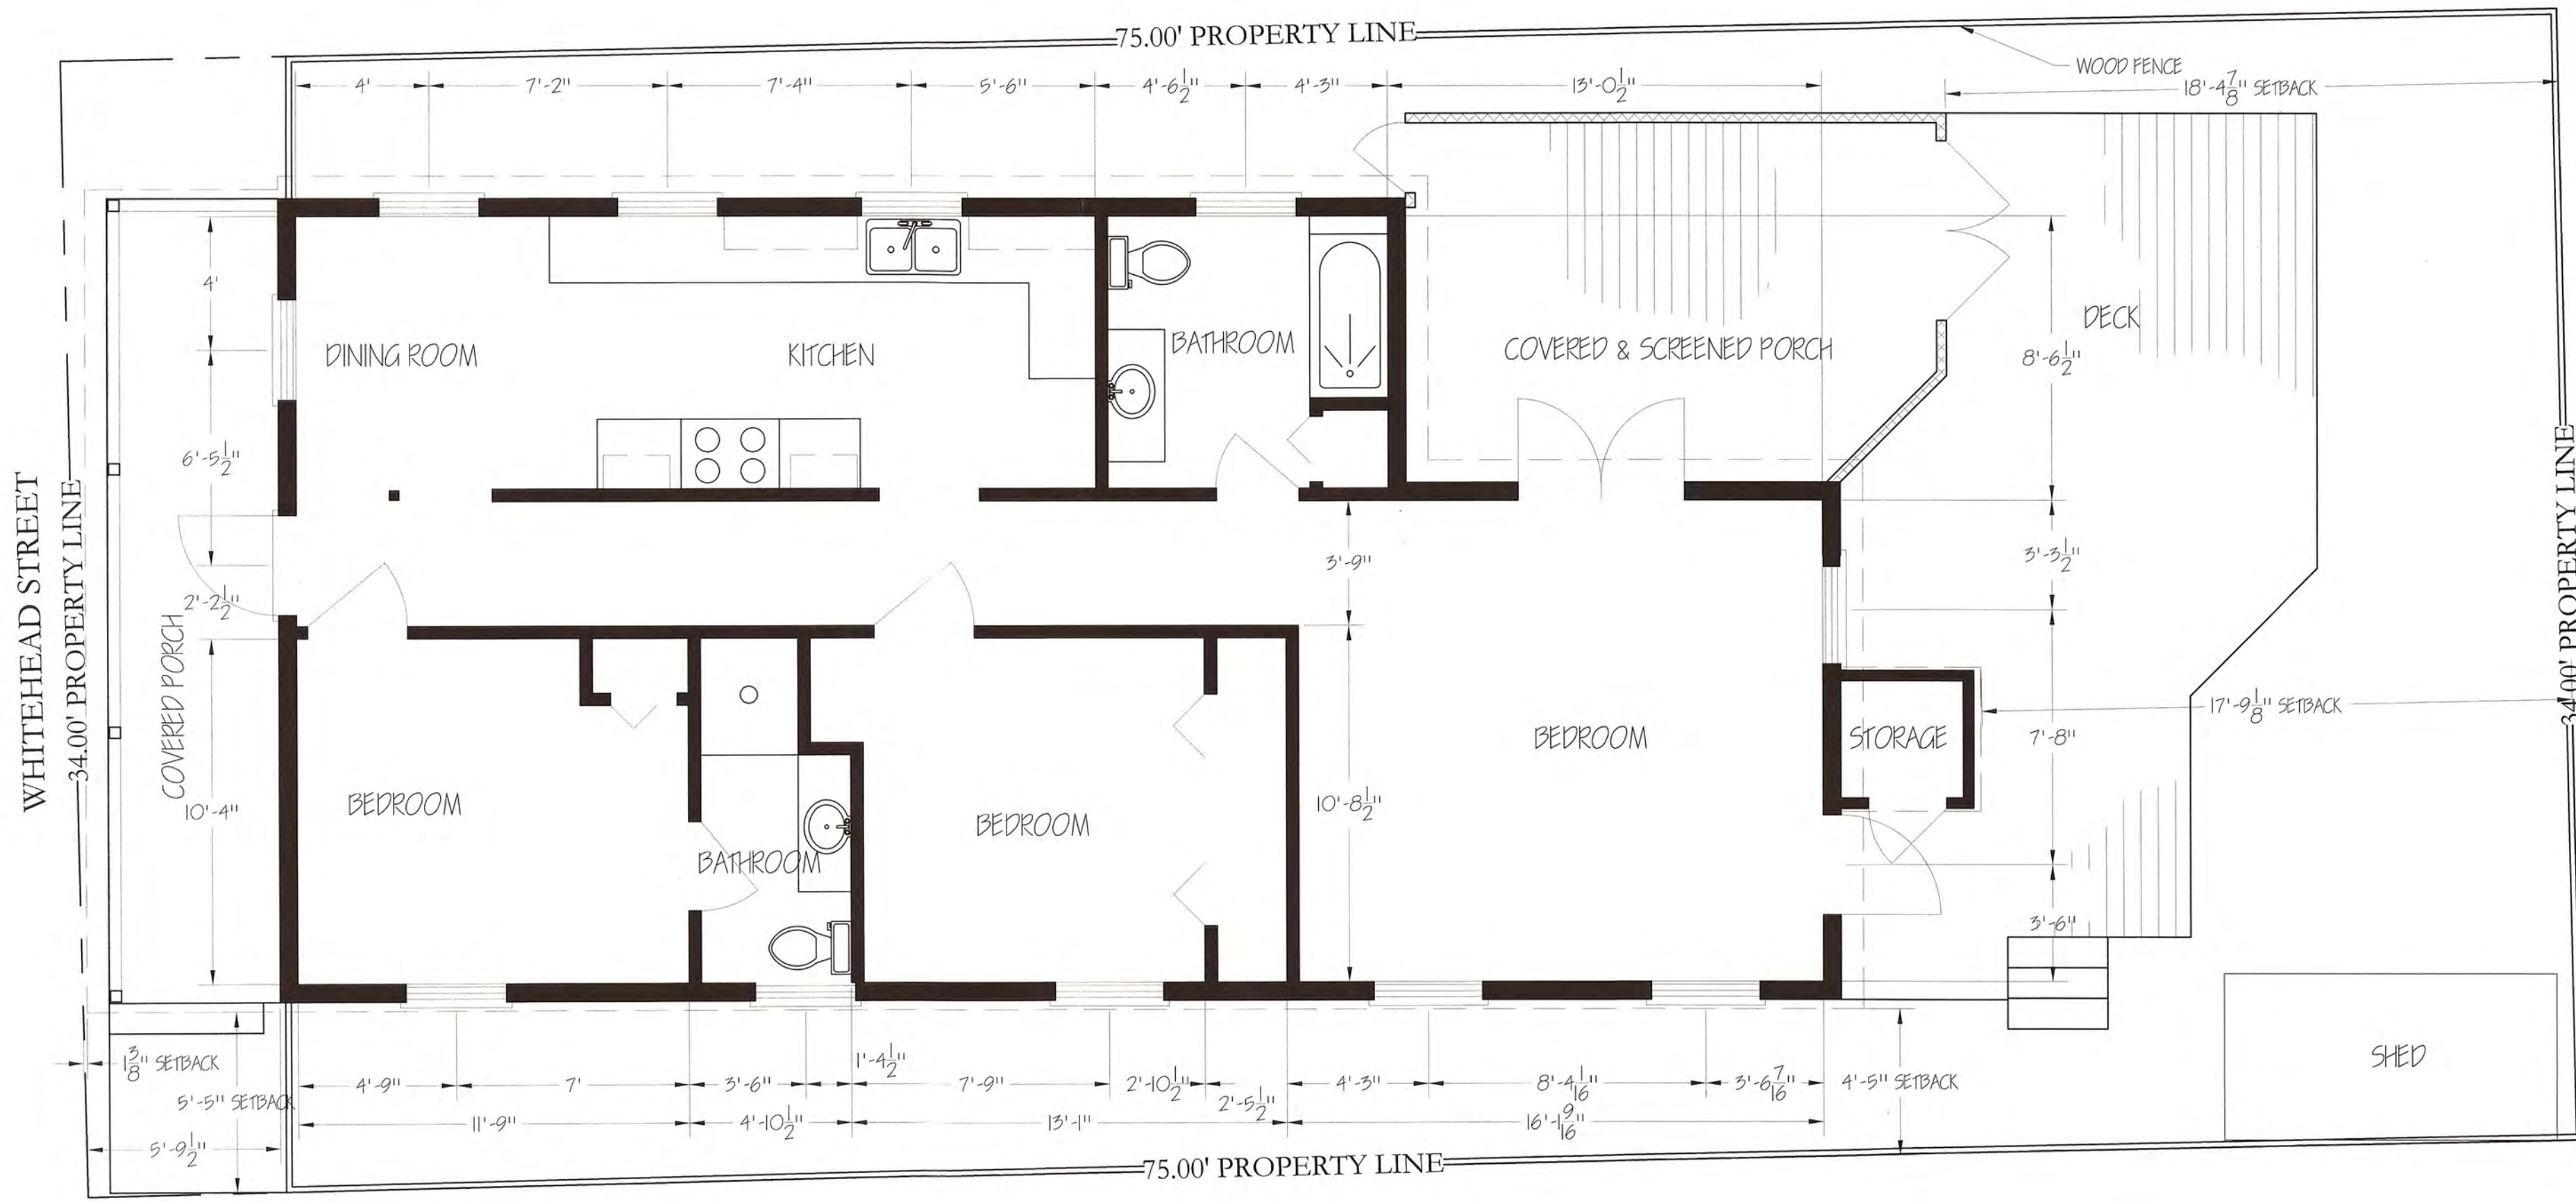 75.00' PROPERTY LINE
WOOD FENCE
4'
7'-2"
7'-4"
5'-6"
4'-6 1/2"
4'-3"
13'-0 1/2"
18'-4 7/8" SETBACK
4'
DINING ROOM
KITCHEN
BATHROOM
COVERED & SCREENED PORCH
DECK
8'-6 1/2"
6'-5 1/2"
WHITEHEAD STREET
34.00' PROPERTY LINE
34.00' PROPERTY LINE
3'-9"
3'-3 1/2"
2'-2 1/2"
COVERED PORCH
17'-9 1/8" SETBACK
BEDROOM
STORAGE
7'-8"
10'-4"
BEDROOM
BEDROOM
10'-8 1/2"
BATHROOM
3'-6"
1 3/8" SETBACK
1'-4 1/2"
SHED
4'-9"
7'
3'-6"
7'-9"
2'-10 1/2"
2'-5 1/2"
4'-3"
8'-4 1/16"
3'-6 7/16"
4'-5" SETBACK
5'-5" SETBACK
11'-9"
4'-10 1/2"
13'-1"
16'-1 9/16"
5'-9 1/2"
75.00' PROPERTY LINE